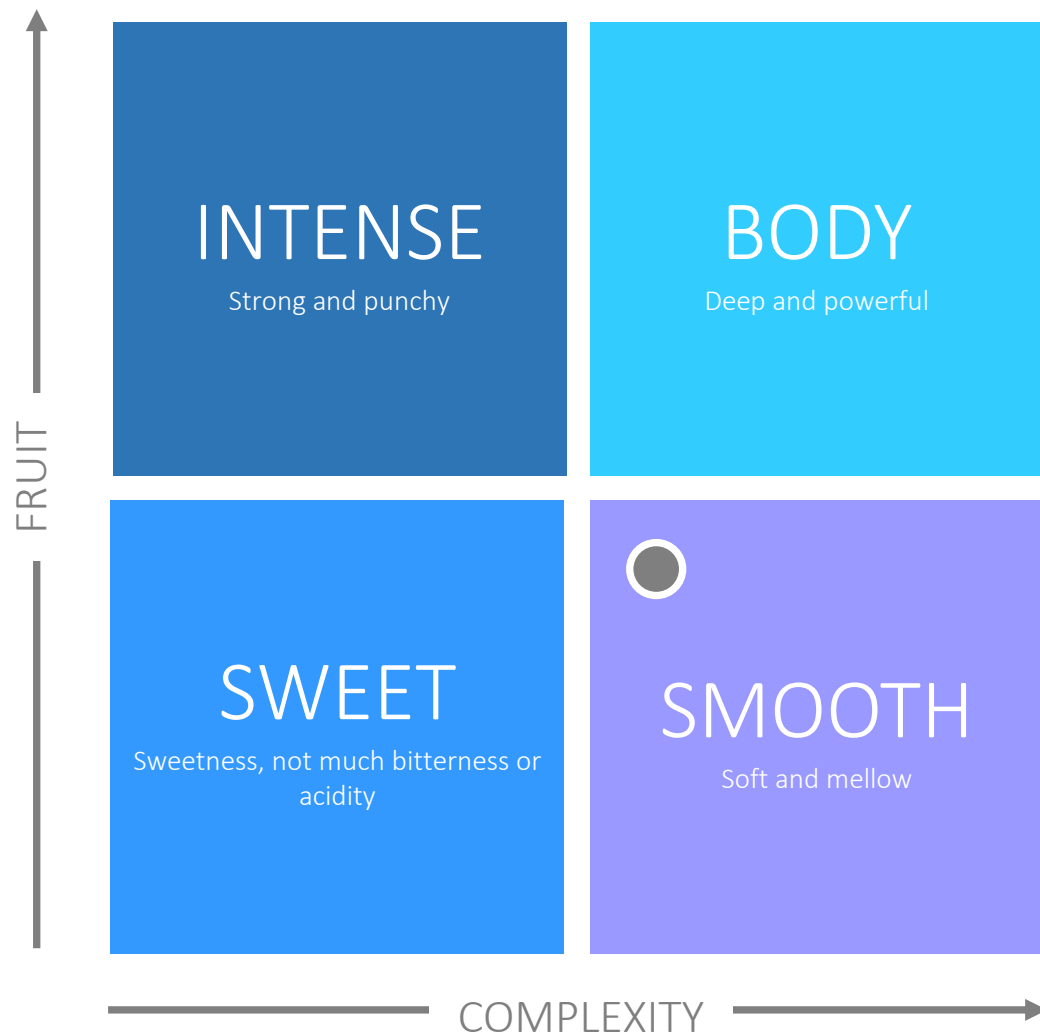 INTENSE
Strong and punchy
BODY
Deep and powerful
FRUIT
SWEET
Sweetness, not much bitterness or
acidity
SMOOTH
Soft and mellow
COMPLEXITY